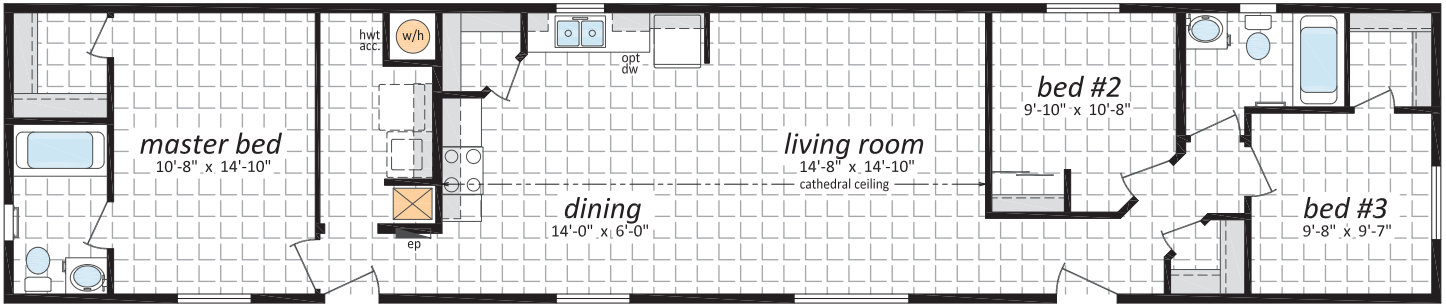 hwt
acc.
w/h
opt
dw
master bed
10'-8" x 14'-10"
living room
14'-8" x 14'-10"
cathedral ceiling
dining
14'-0" x 6'-0"
ep
bed #2
9'-10" x 10'-8"
bed #3
9'-8" x 9'-7"